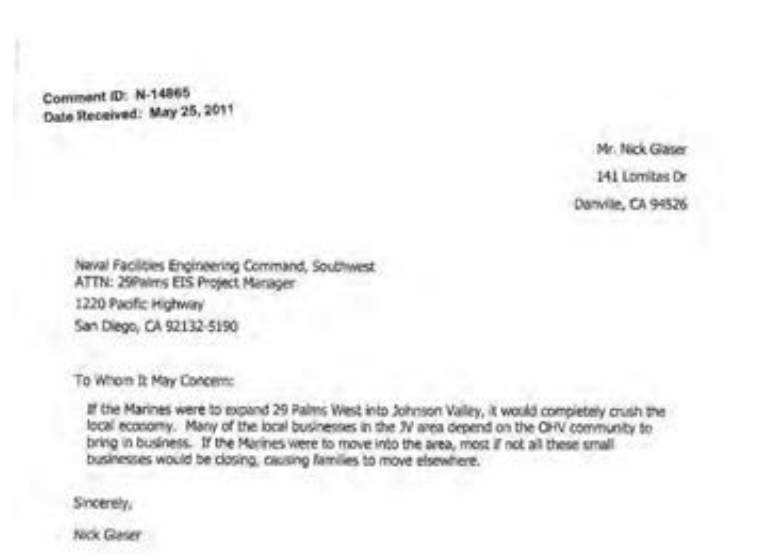 Comment ID: N-14865
Date Received: May 25, 2011
Mr. Nick Glaser
141 Lomitas Dr
Danville, CA 94526
Naval Facilities Engineering Command, Southwest
ATTN: 29Palms EIS Project Manager
1220 Pacific Highway
San Diego, CA 92132-5190
To Whom It May Concern:
If the Marines were to expand 29 Palms West into Johnson Valley, it would completely crush the
local economy. Many of the local businesses in the JV area depend on the OHV community to
bring in business. If the Marines were to move into the area, most if not all these small
businesses would be closing, causing families to move elsewhere.
Sincerely,
Nick Glaser